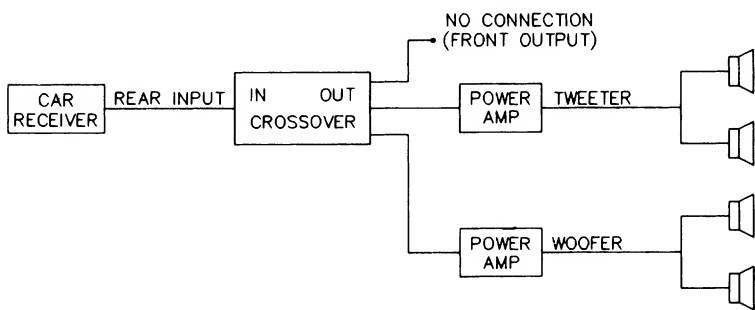 NO CONNECTION
(FRONT OUTPUT)
CAR
RECEIVER
REAR INPUT
IN OUT
CROSSOVER
POWER
AMP
TWEETER
POWER
AMP
WOOFER